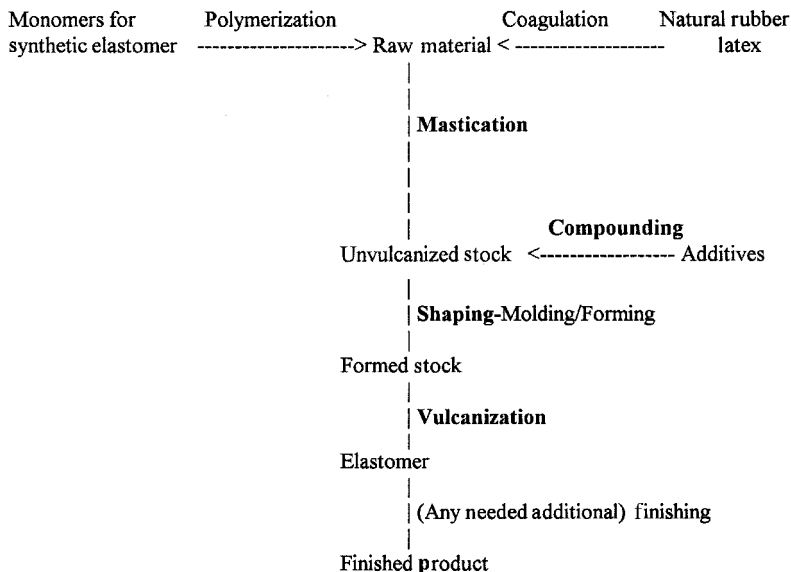 Monomers for Polymerization Coagulation Natural rubber
synthetic elastomer --------------------> Raw material < ------------------- latex
Mastication
Compounding
Unvulcanized stock <------------------ Additives
Shaping-Molding/Forming
Formed stock
Vulcanization
Elastomer
(Any needed additional) finishing
Finished product